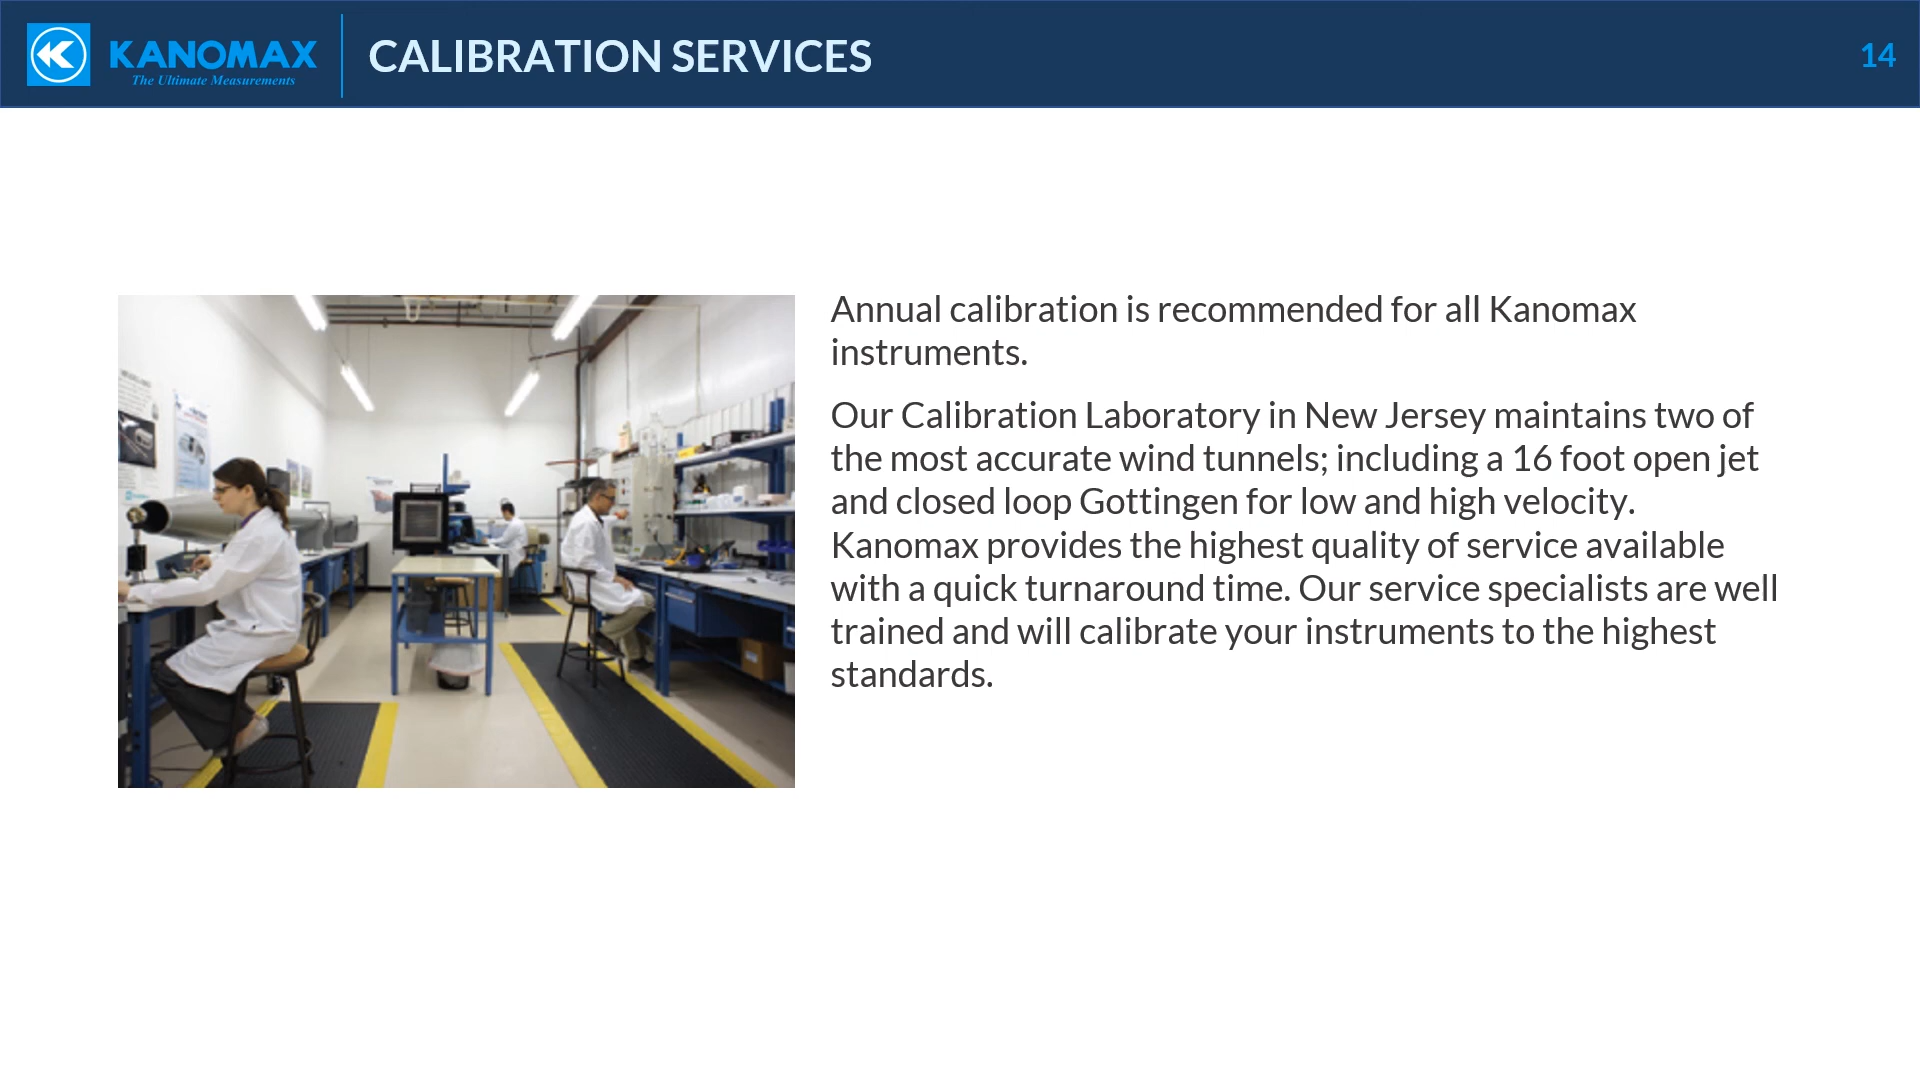 KANOMAX
The Ultimate Measurements
CALIBRATION SERVICES
14
Annual calibration is recommended for all Kanomax
instruments.
Our Calibration Laboratory in New Jersey maintains two of
the most accurate wind tunnels; including a 16 foot open jet
and closed loop Gottingen for low and high velocity.
Kanomax provides the highest quality of service available
with a quick turnaround time. Our service specialists are well
trained and will calibrate your instruments to the highest
standards.